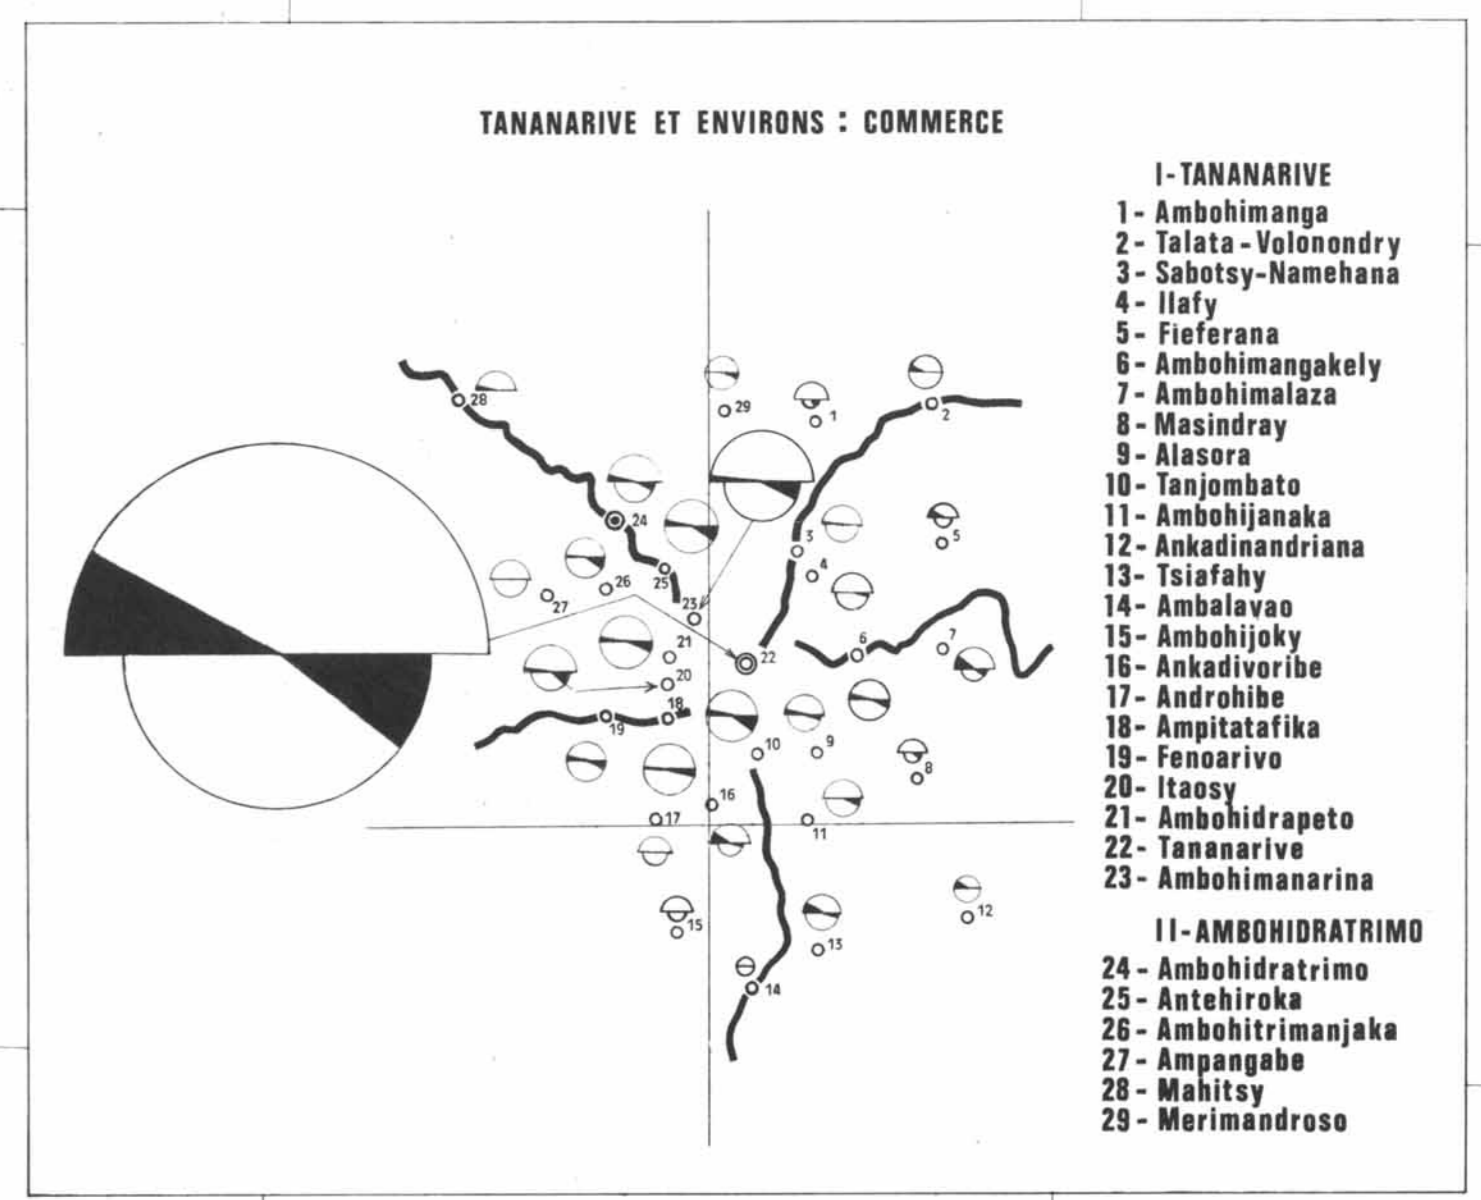 TANANARIVE ET ENVIRONS : COMMERCE
I-TANANARIVE
1- Ambohimanga
2- Talata-Volonondry
3- Sabotsy-Namehana
4- Ilafy
5- Fieferana
6- Ambohimangakely
7- Ambohimalaza
8- Masindray
9- Alasora
10- Tanjombato
11- Ambohijanaka
12- Ankadinandriana
13- Tsiafahy
14- Ambalavao
15- Ambohijoky
16- Ankadivoribe
17- Androhibe
18- Ampitatafika
19- Fenoarivo
20- Itaosy
21- Ambohidrapeto
22- Tananarive
23- Ambohimanarina
II-AMBOHIDRATRIMO
24- Ambohidratrimo
25- Antehiroka
26- Ambohitrimanjaka
27- Ampangabe
28- Mahitsy
29- Merimandroso
28
29
1
2
24
3
5
25
4
26
27
23
21
6
7
22
20
18
19
10
9
8
16
17
11
12
15
13
14